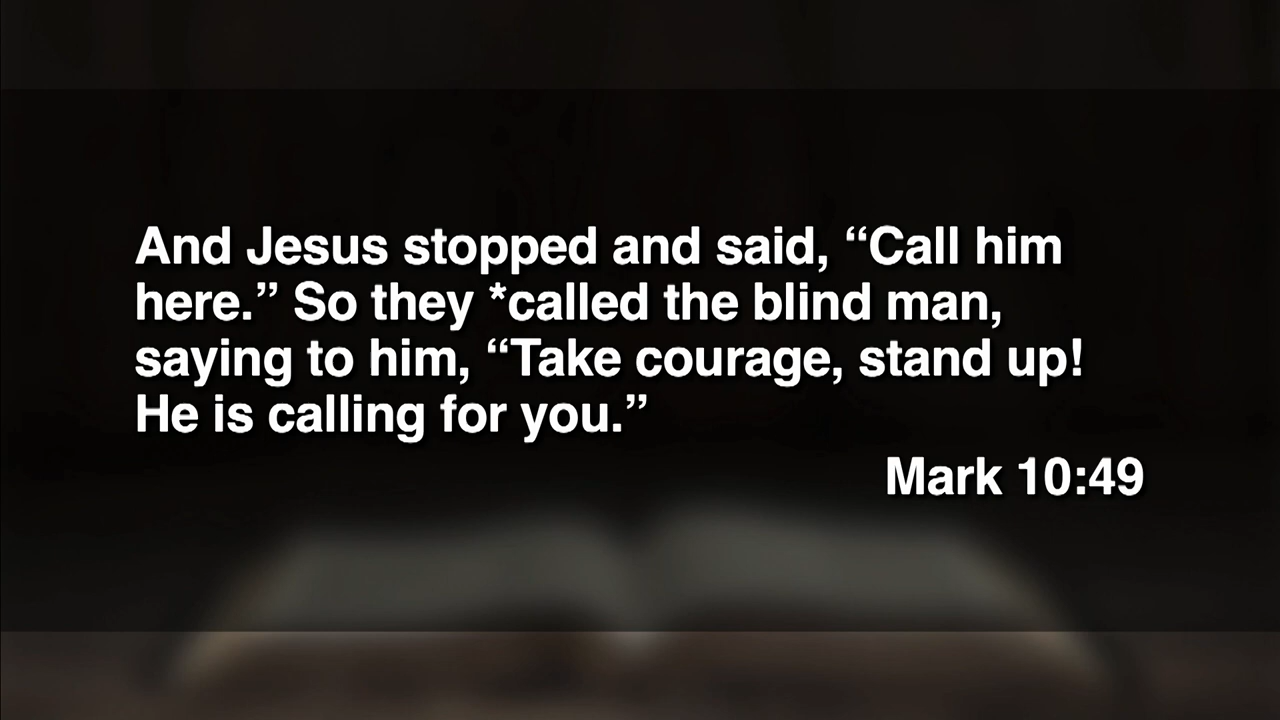 And Jesus stopped and said, “Call him
here.” So they *called the blind man,
saying to him, “Take courage, stand up!
He is calling for you.”
Mark 10:49